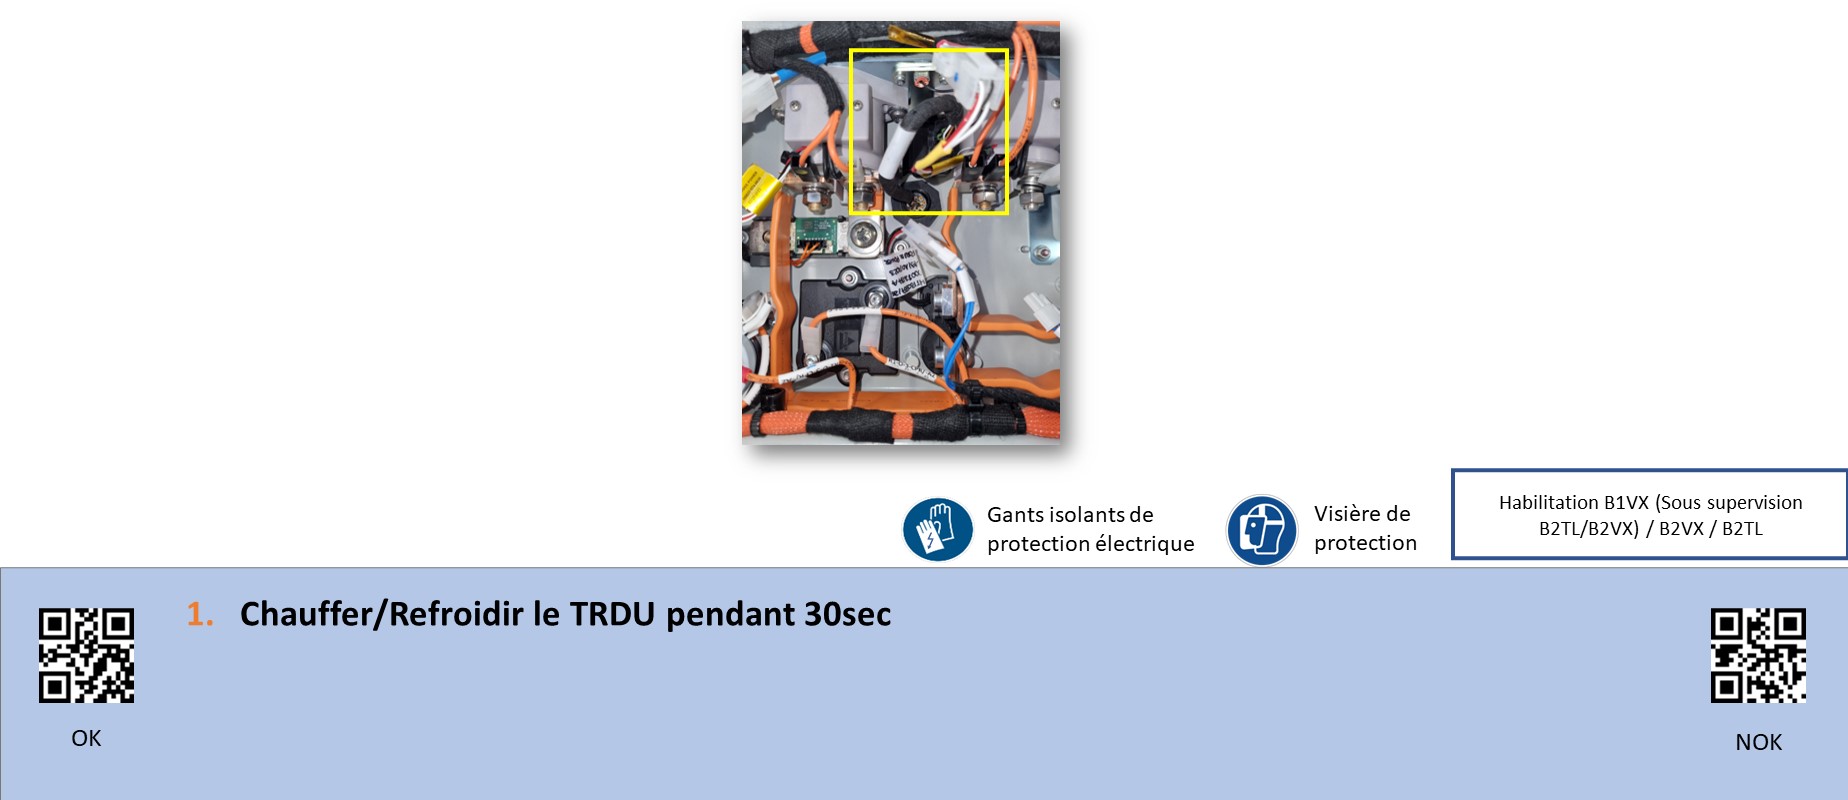 Gants isolants de
protection électrique
Visière de
protection
Habilitation B1VX (Sous supervision
B2TL/B2VX) / B2VX / B2TL
1. Chauffer/Refroidir le TRDU pendant 30sec
OK
NOK